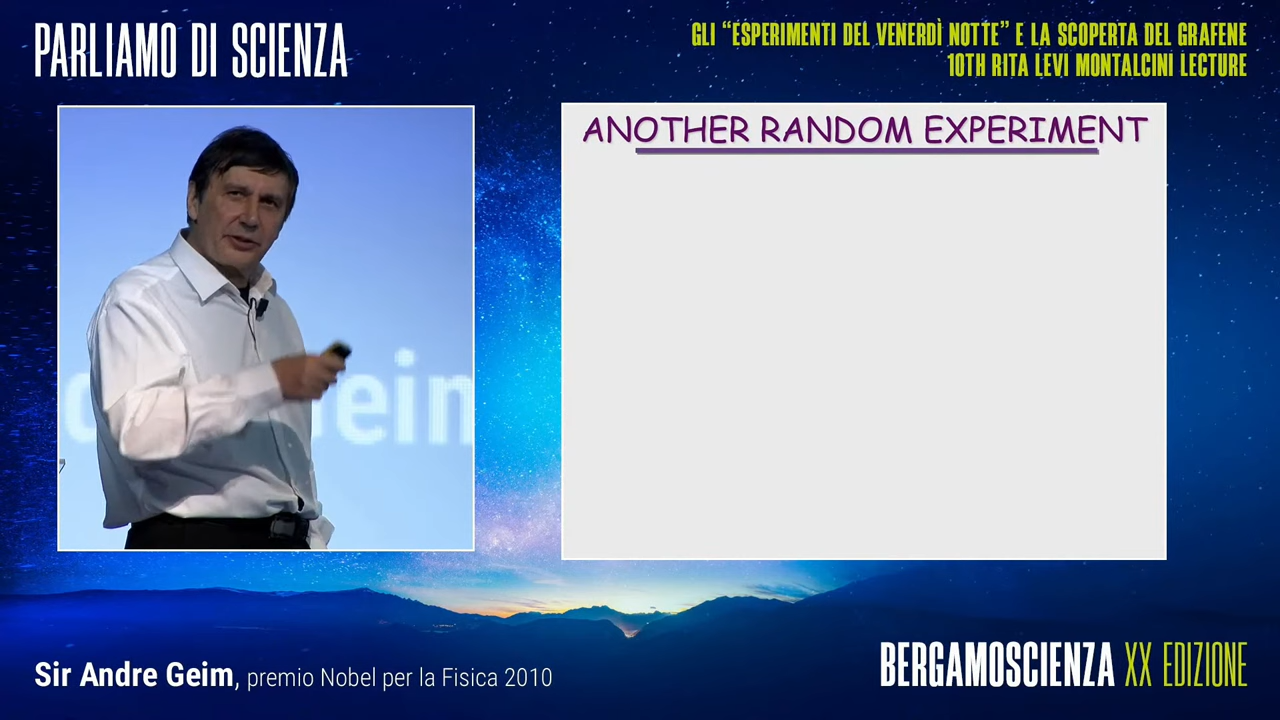 PARLIAMO DI SCIENZA
GLI “ESPERIMENTI DEL VENERDÌ NOTTE” E LA SCOPERTA DEL GRAFENE
10TH RITA LEVI MONTALCINI LECTURE
ANOTHER RANDOM EXPERIMENT
Sir Andre Geim, premio Nobel per la Fisica 2010
BERGAMOSCIENZA XX EDIZIONE